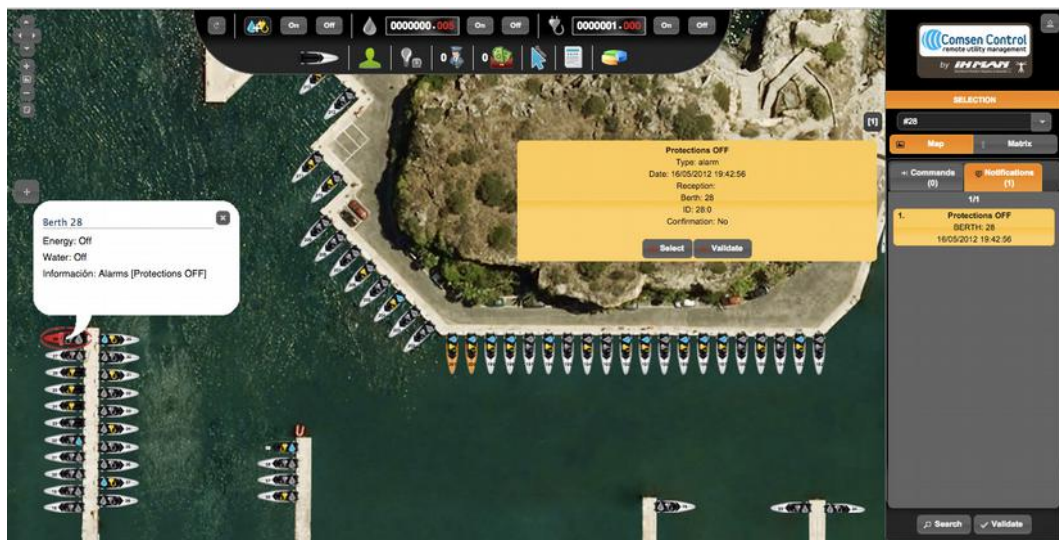 On Off
0000000.005
On Off
0000001.000
On Off
0
0
Comsen Control
remote utility management
by IHMAN
SELECTION
#28
Map
Matrix
Commands
(0)
Notifications
(1)
1/1
1. Protections OFF
BERTH: 28
16/05/2012 19:42:56
[1]
Protections OFF
Type: alarm
Date: 16/05/2012 19:42:56
Reception:
Berth: 28
ID: 28:0
Confirmation: No
Select
Validate
Berth 28
Energy: Off
Water: Off
Información: Alarms [Protections OFF]
Search
Validate